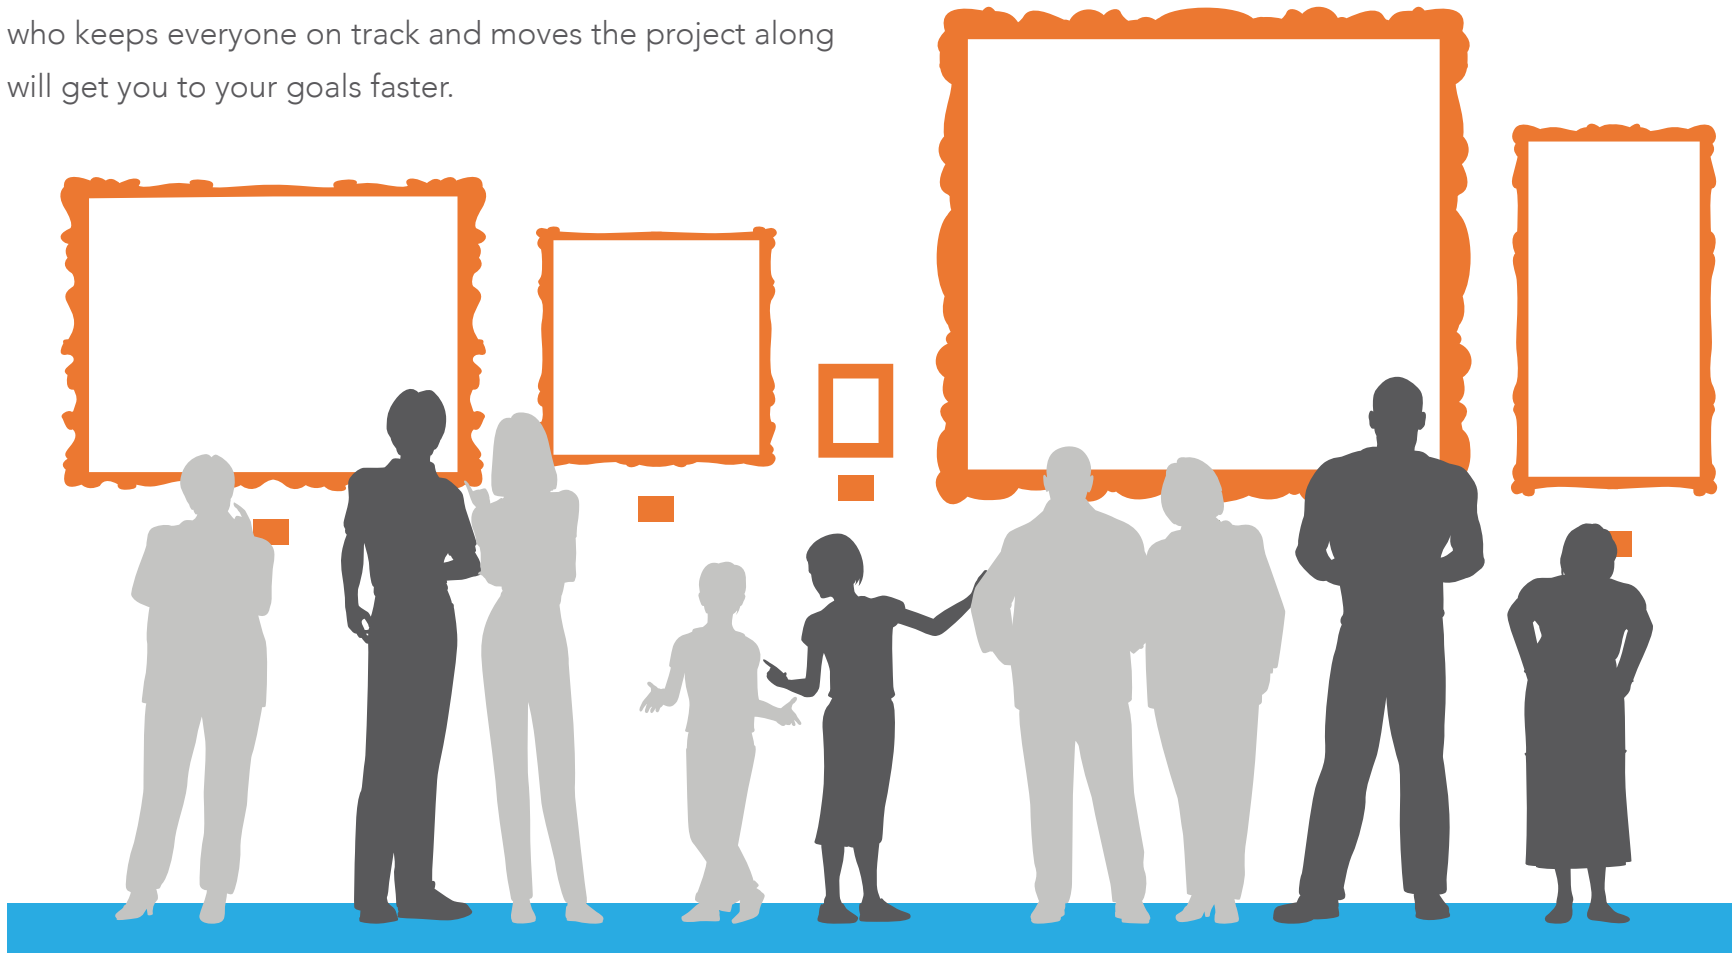 who keeps everyone on track and moves the project along
will get you to your goals faster.